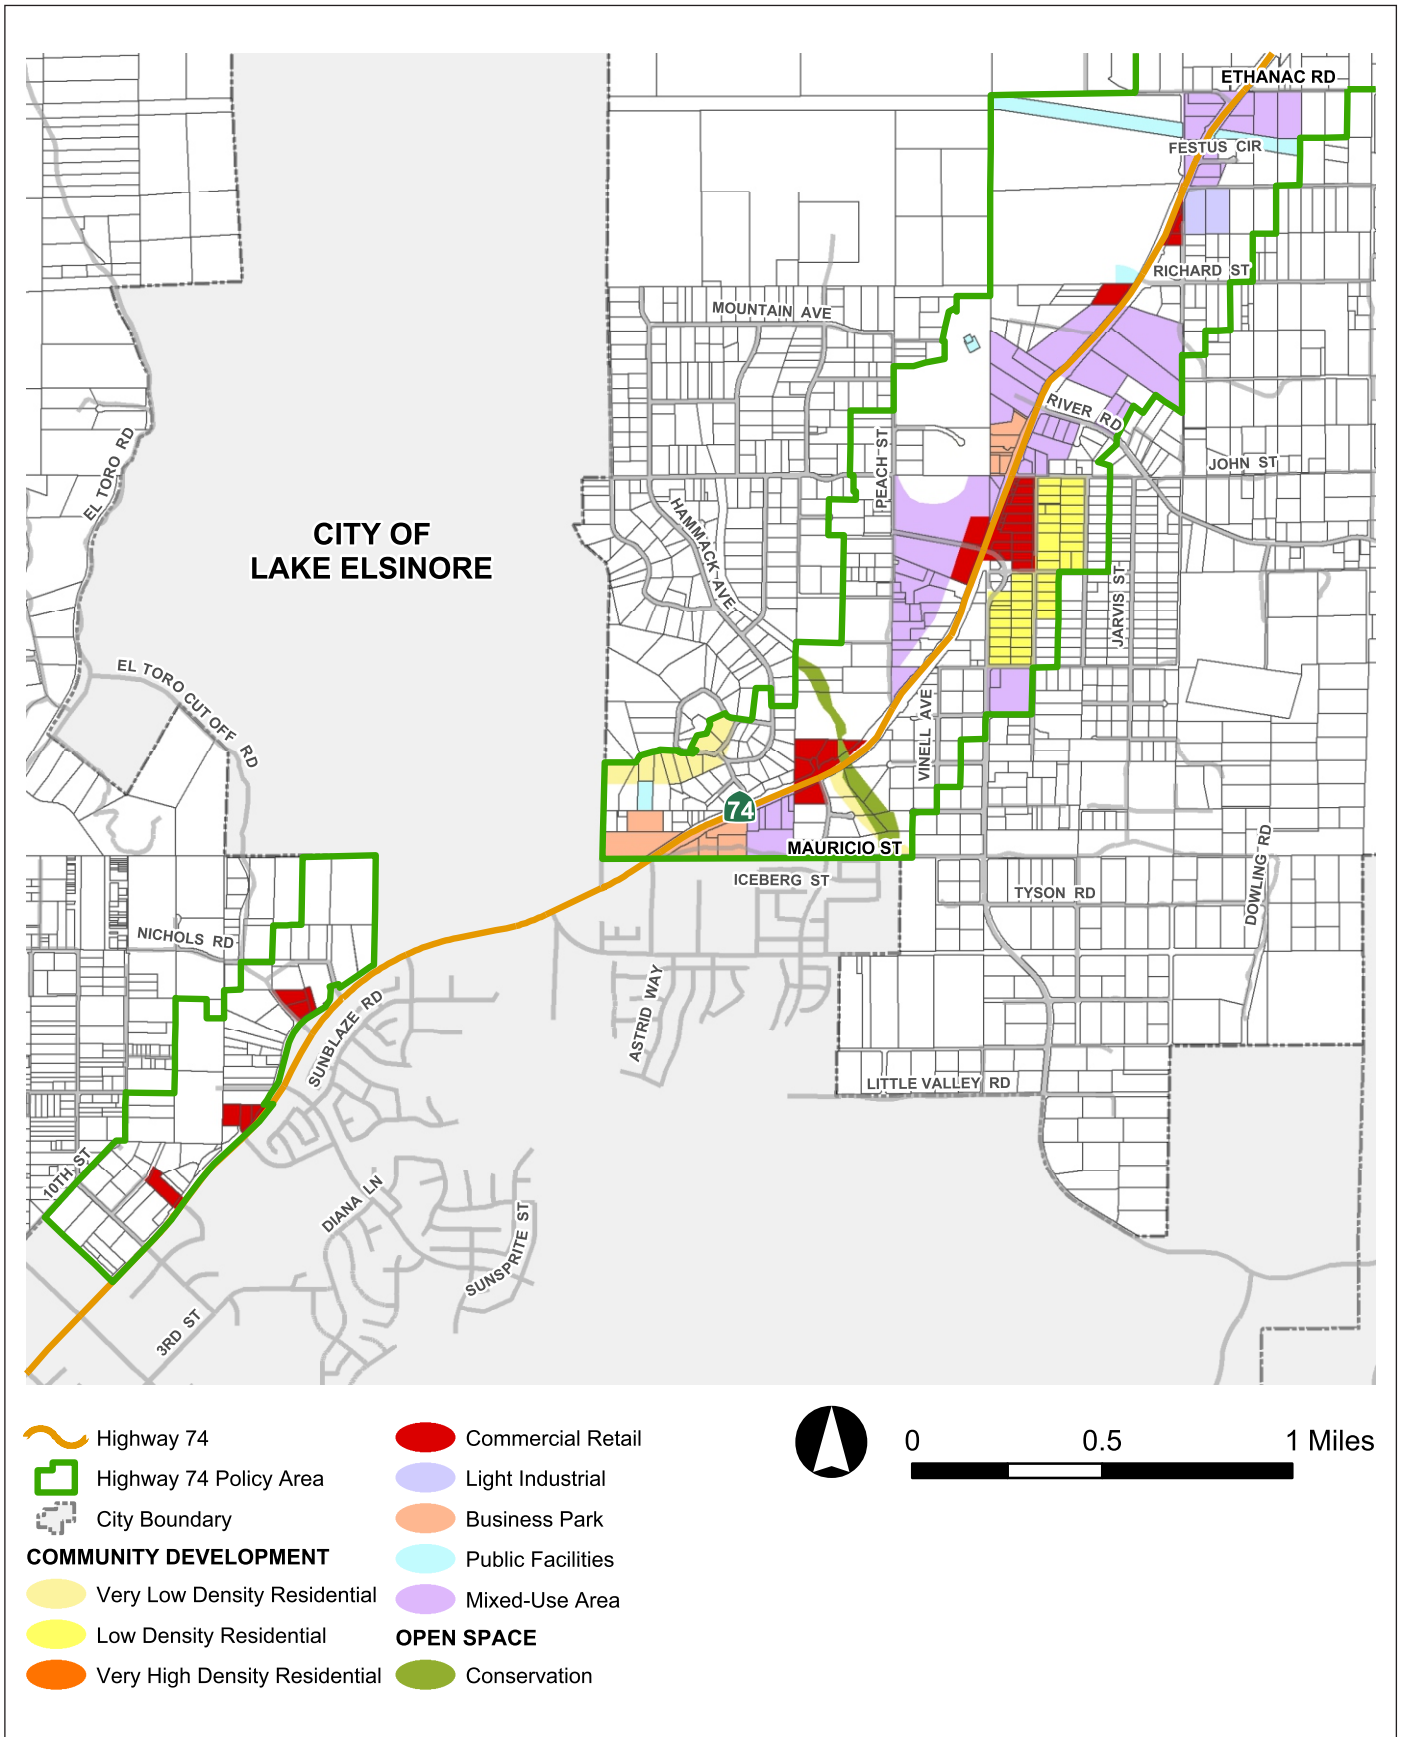 ETHANAC RD
FESTUS CIR
RICHARD ST
MOUNTAIN AVE
RIVER RD
PEACH ST
JOHN ST
EL TORO RD
HAMMACK AVE
CITY OF
LAKE ELSINORE
JARVIS ST
EL TORO CUT OFF RD
VINELL AVE
74
MAURICIO ST
ICEBERG ST
TYSON RD
DOWLING RD
NICHOLS RD
SUNBLAZE RD
ASTRID WAY
LITTLE VALLEY RD
10TH ST
DIANA LN
SUNSPRITE ST
3RD ST
Highway 74
Highway 74 Policy Area
City Boundary
COMMUNITY DEVELOPMENT
Very Low Density Residential
Low Density Residential
Very High Density Residential
Commercial Retail
Light Industrial
Business Park
Public Facilities
Mixed-Use Area
OPEN SPACE
Conservation
0 0.5 1 Miles